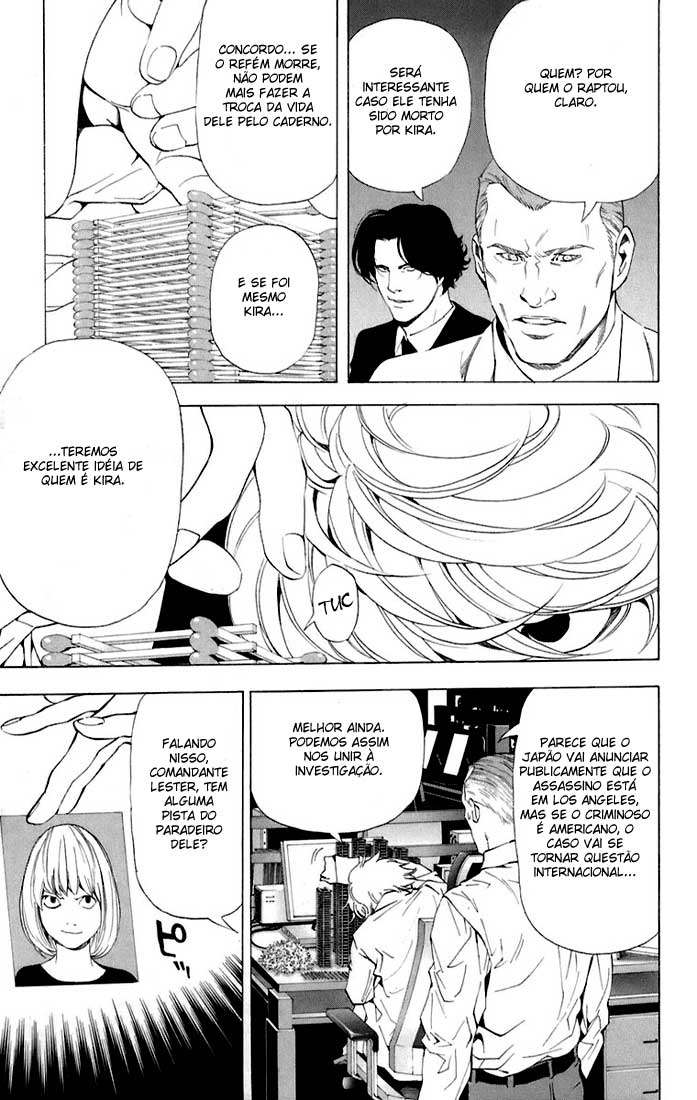 QUEM? POR
QUEM O RAPTOU,
CLARO.
SERÁ
INTERESSANTE
CASO ELE TENHA
SIDO MORTO
POR KIRA.
CONCORDO... SE
O REFÉM MORRE,
NÃO PODEM
MAIS FAZER A
TROCA DA VIDA
DELE PELO CADERNO.
E SE FOI
MESMO
KIRA...
...TEREMOS
EXCELENTE IDÉIA DE
QUEM É KIRA.
TUC
PARECE QUE O
JAPÃO VAI ANUNCIAR
PUBLICAMENTE QUE O
ASSASSINO ESTÁ
EM LOS ANGELES,
MAS SE O CRIMINOSO
É AMERICANO, O
CASO VAI SE
TORNAR QUESTÃO
INTERNACIONAL...
MELHOR AINDA.
PODEMOS ASSIM
NOS UNIR À
INVESTIGAÇÃO.
FALANDO
NISSO,
COMANDANTE
LESTER, TEM
ALGUMA
PISTA DO
PARADEIRO
DELE?
ピッ